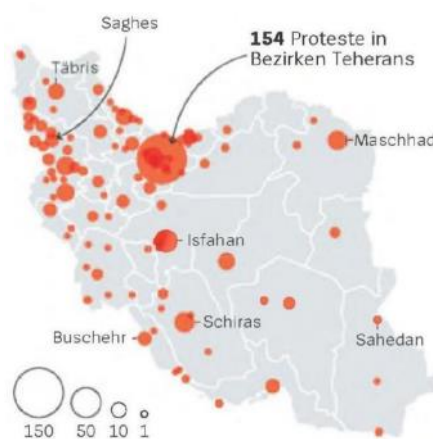 Saghes
Täbris
154 Proteste in
Bezirken Teherans
Maschhad
Isfahan
Schiras
Buschehr
Sahedan
150 50 10 1